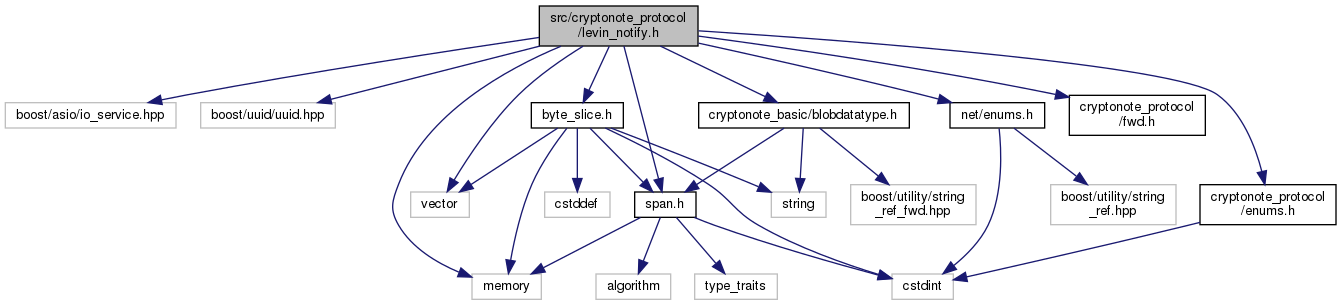 src/cryptonote_protocol
/levin_notify.h
boost/asio/io_service.hpp
boost/uuid/uuid.hpp
byte_slice.h
cryptonote_basic/blobdatatype.h
net/enums.h
cryptonote_protocol
/fwd.h
vector
cstddef
span.h
string
boost/utility/string
_ref_fwd.hpp
boost/utility/string
_ref.hpp
cryptonote_protocol
/enums.h
memory
algorithm
type_traits
cstdint